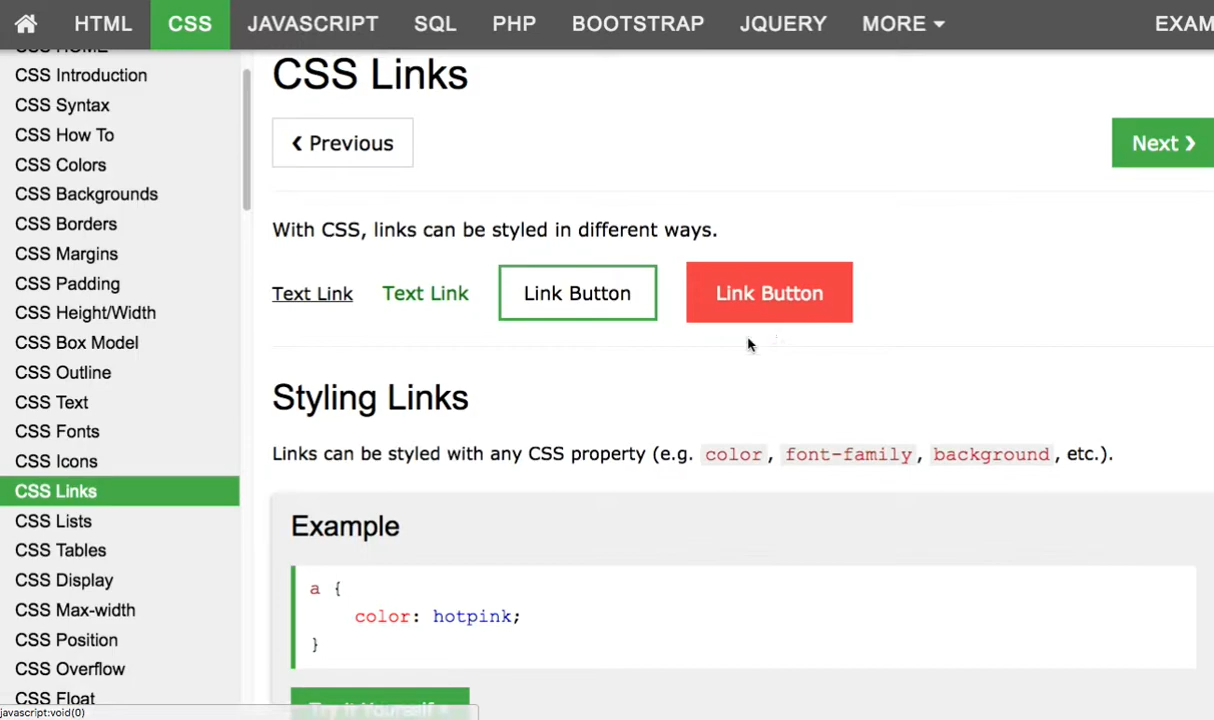 HTML CSS JAVASCRIPT SQL PHP BOOTSTRAP JQUERY MORE EXAM
CSS HOME
CSS Introduction
CSS Syntax
CSS How To
CSS Colors
CSS Backgrounds
CSS Borders
CSS Margins
CSS Padding
CSS Height/Width
CSS Box Model
CSS Outline
CSS Text
CSS Fonts
CSS Icons
CSS Links
CSS Lists
CSS Tables
CSS Display
CSS Max-width
CSS Position
CSS Overflow
CSS Float
javascript:void(0)
CSS Links
❮ Previous
Next ❯
With CSS, links can be styled in different ways.
Text Link Text Link Link Button Link Button
Styling Links
Links can be styled with any CSS property (e.g. color, font-family, background, etc.).
Example
a {
color: hotpink;
}
Try it Yourself »